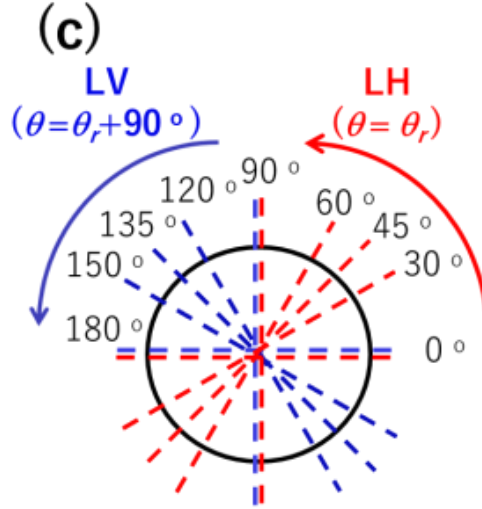 (c)
LV LH
(θ=θr+90 o) (θ= θr)
90 o
120 o 60 o
135 o 45 o
150 o 30 o
180 o 0 o